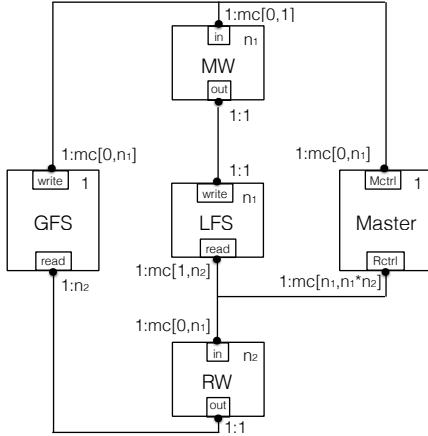 1:mc[0,1]
in
n₁
MW
out
1:1
1:mc[0,n₁]
1:1
1:mc[0,n₁]
write
1
write
n₁
Mctrl
1
GFS
LFS
Master
read
read
Rctrl
1:n₂
1:mc[1,n₂]
1:mc[n₁,n₁*n₂]
1:mc[0,n₁]
in
n₂
RW
out
1:1